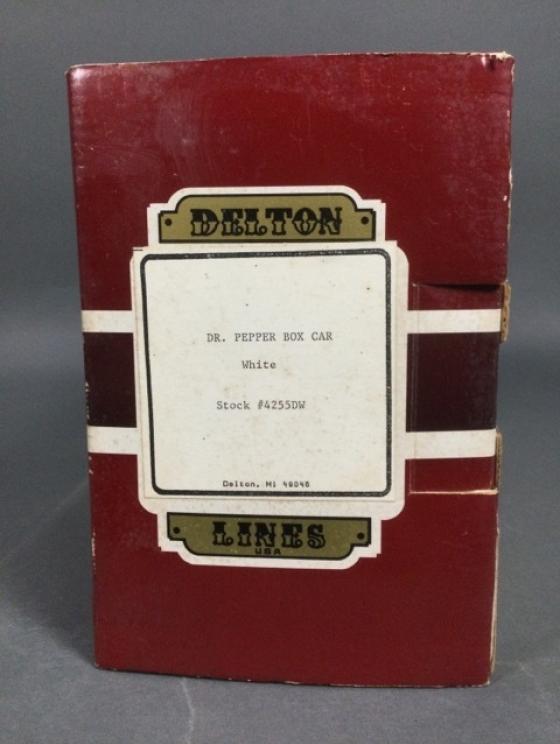 DELTON
DR. PEPPER BOX CAR
White
Stock #4255DW
Delton, MI 49046
LINES
USA